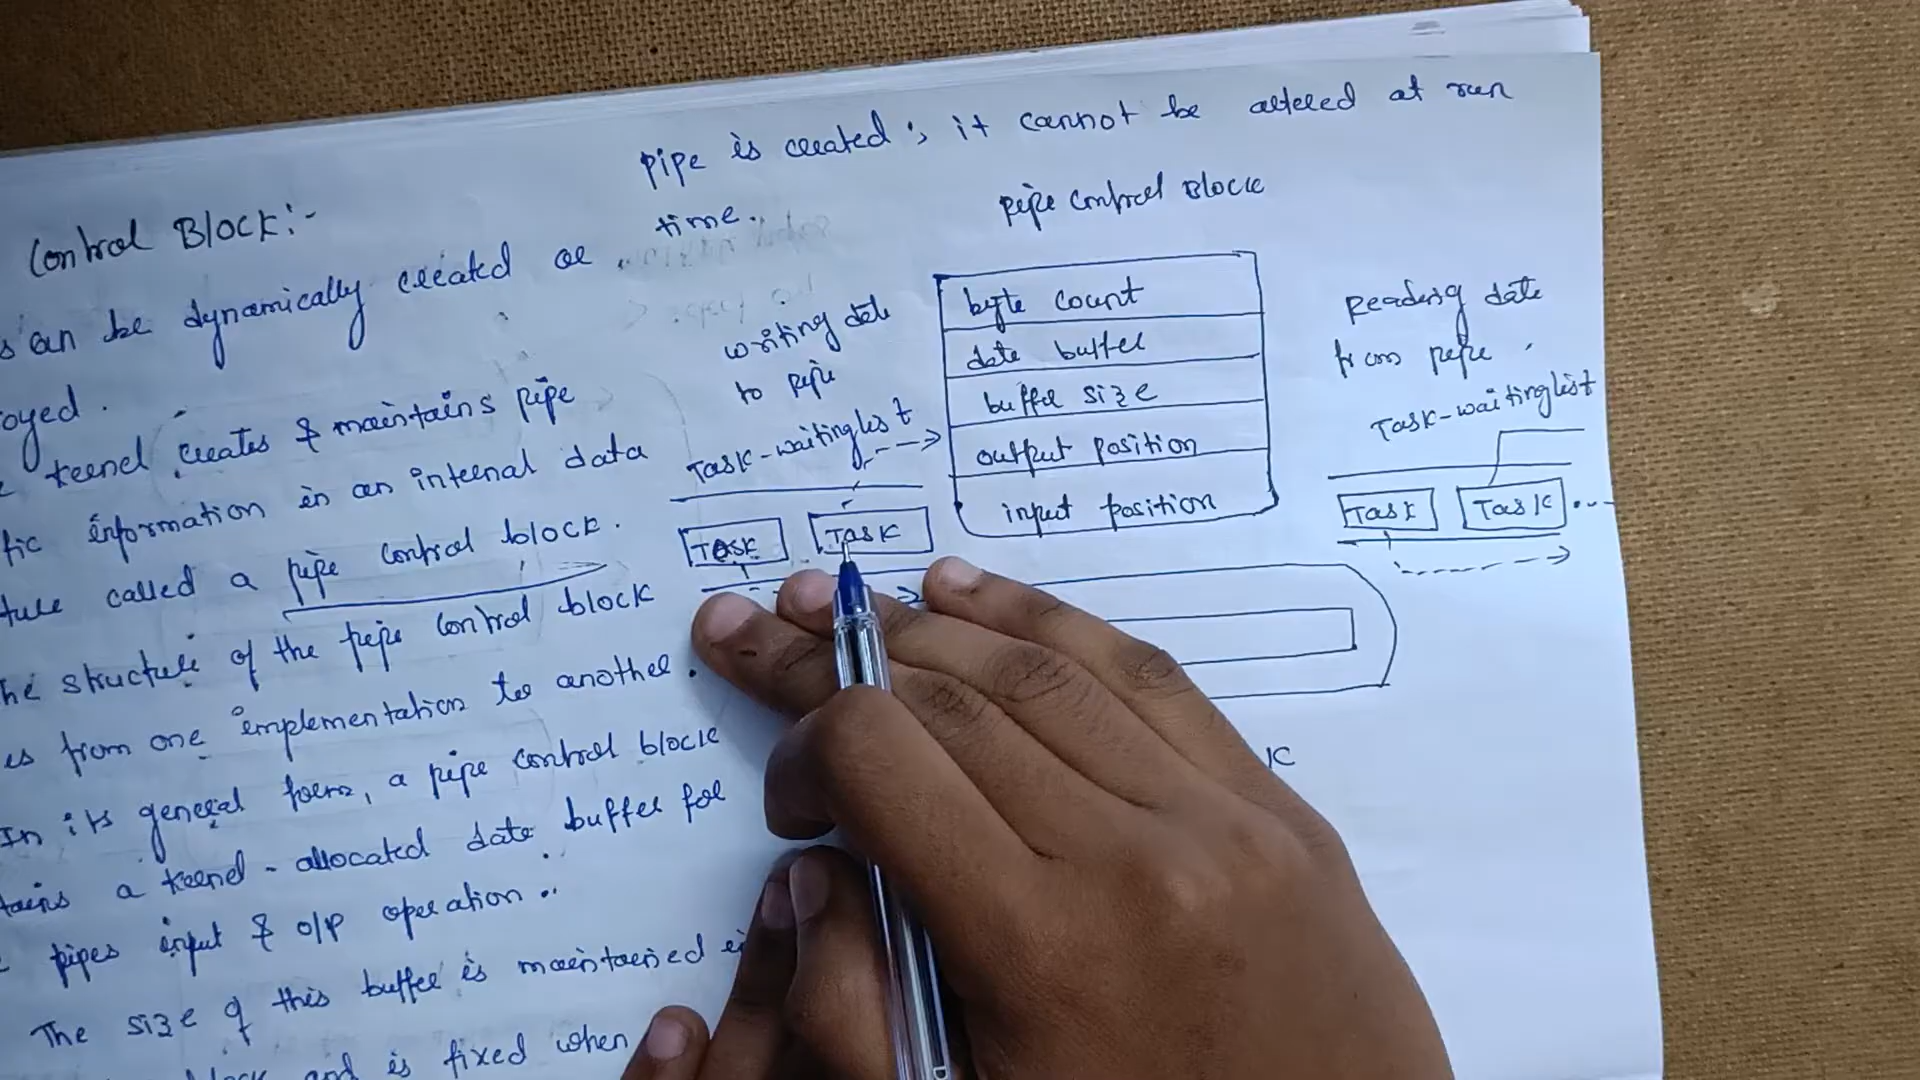 Control Block:-
can be dynamically created or
oyed.
kernel creates & maintains pipe
fic information in an internal data
ture called a pipe control block.
he structure of the pipe control block
es from one implementation to another.
In its general form, a pipe control block
tains a kernel-allocated data buffer for
pipes input & o/p operation..
The size of this buffer is maintained
and is fixed when
pipe is created; it cannot be altered at run
time.
pipe control Block
writing data
to pipe
Task-waiting list
Task
Task
byte count
data buffer
buffer size
output position
input position
Reading data
from pipe.
Task-waiting list
Task
Task
K